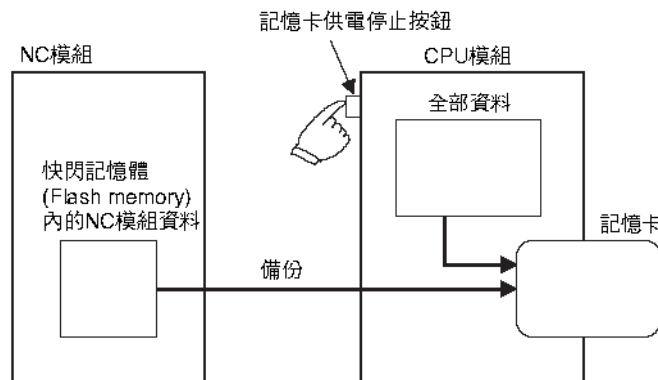 記憶卡供電停止按鈕
NC模組
CPU模組
全部資料
快閃記憶體
(Flash memory)
內的NC模組資料
記憶卡
備份